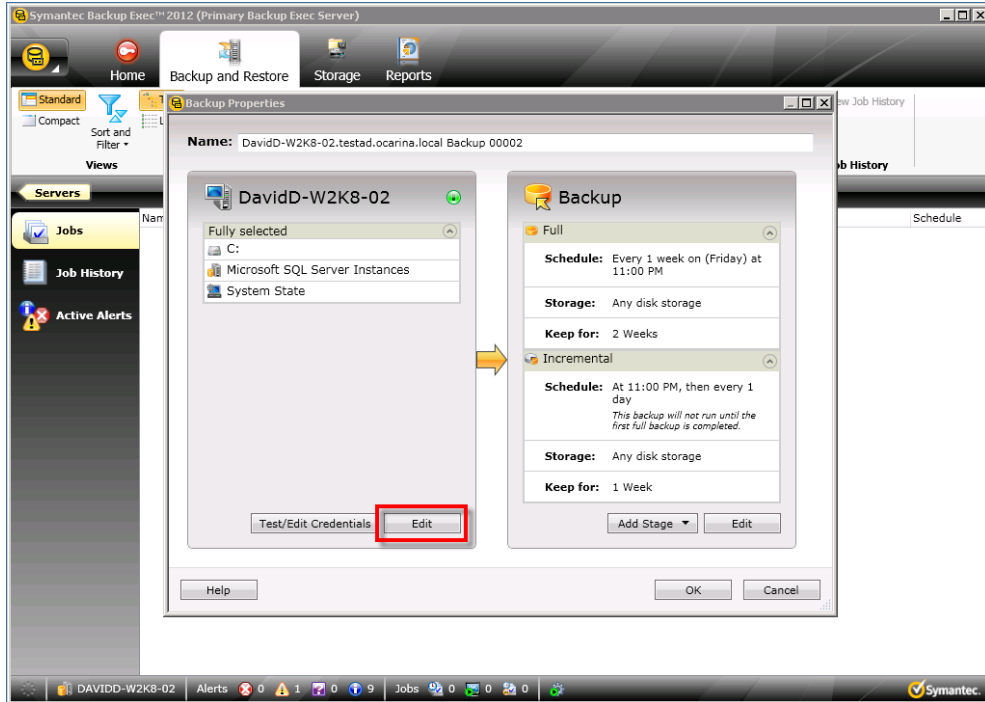 Symantec Backup Exec™ 2012 (Primary Backup Exec Server)
Home
Backup and Restore
Storage
Reports
Standard
Compact
Sort and
Filter
Views
Backup Properties
ew Job History
ob History
Name: DavidD-W2K8-02.testad.ocarina.local Backup 00002
Servers
Jobs
Job History
Active Alerts
Nam
Schedule
DavidD-W2K8-02
Fully selected
C:
Microsoft SQL Server Instances
System State
Test/Edit Credentials
Edit
Backup
Full
Schedule: Every 1 week on (Friday) at
11:00 PM
Storage: Any disk storage
Keep for: 2 Weeks
Incremental
Schedule: At 11:00 PM, then every 1
day
This backup will not run until the
first full backup is completed.
Storage: Any disk storage
Keep for: 1 Week
Add Stage
Edit
Help
OK
Cancel
DAVIDD-W2K8-02
Alerts 0 1 0 9
Jobs 0 0 0
Symantec.